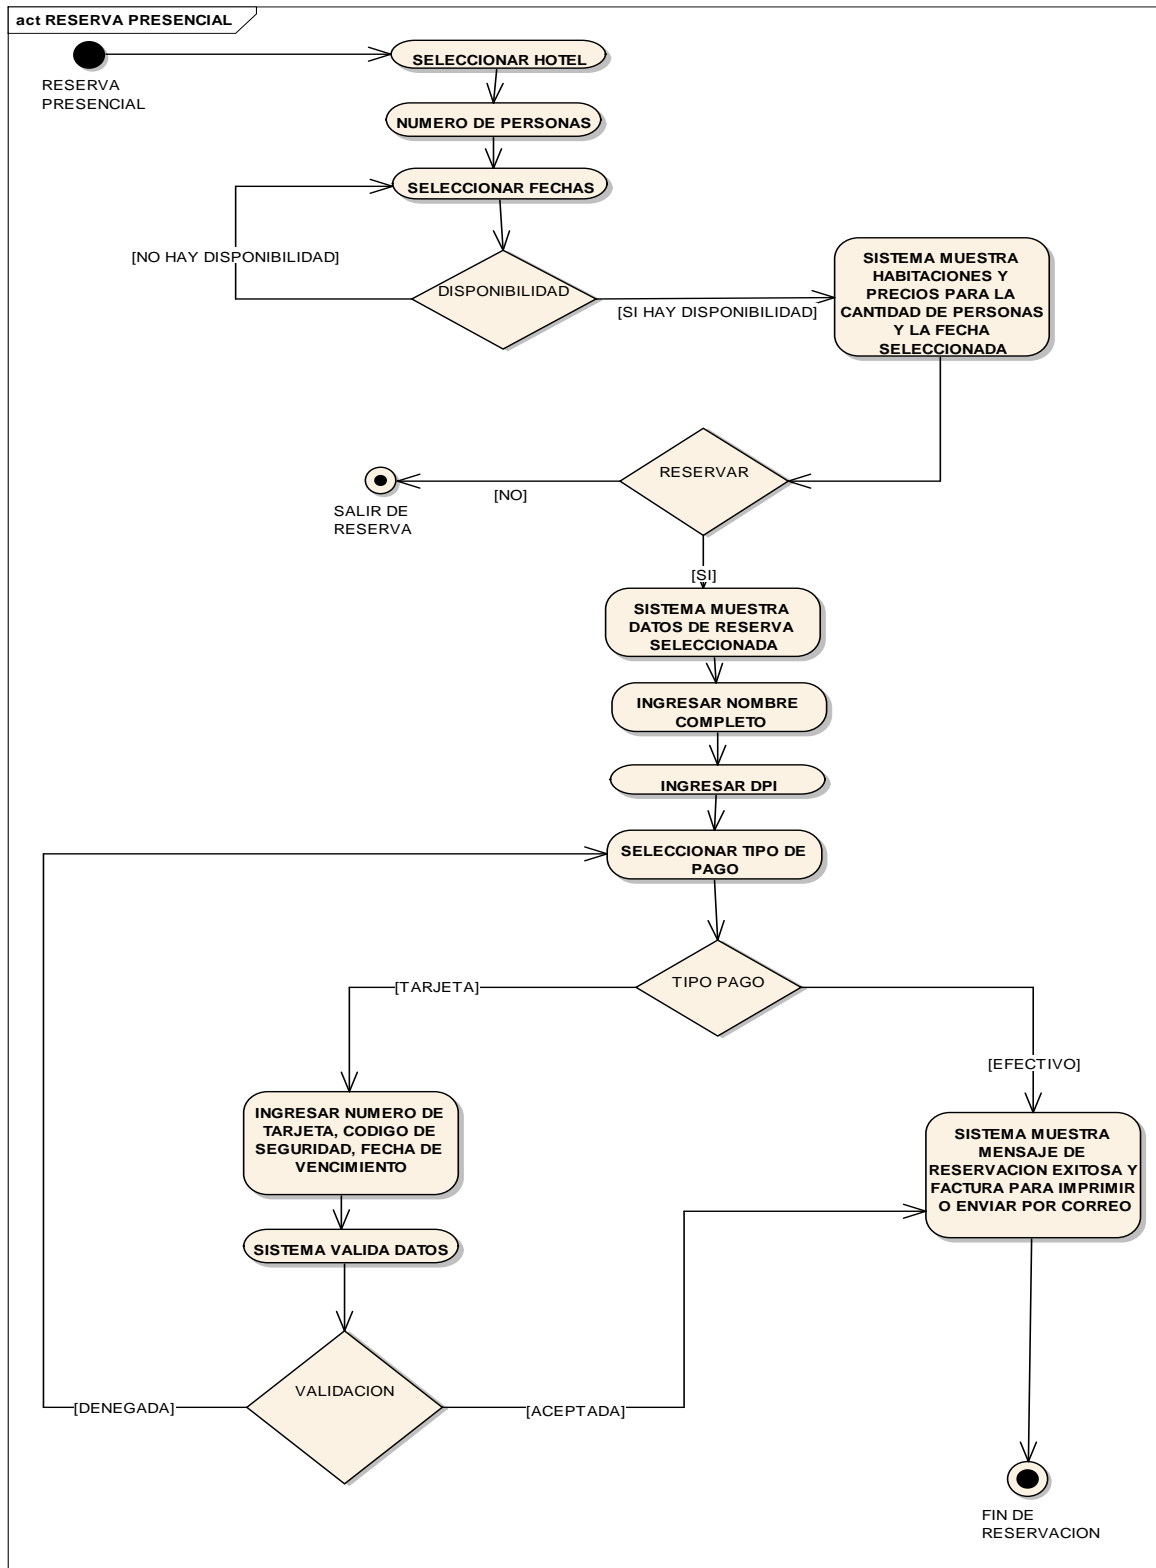 act RESERVA PRESENCIAL
RESERVA
PRESENCIAL
SELECCIONAR HOTEL
NUMERO DE PERSONAS
SELECCIONAR FECHAS
[NO HAY DISPONIBILIDAD]
DISPONIBILIDAD
[SI HAY DISPONIBILIDAD]
SISTEMA MUESTRA
HABITACIONES Y
PRECIOS PARA LA
CANTIDAD DE PERSONAS
Y LA FECHA
SELECCIONADA
RESERVAR
[NO]
SALIR DE
RESERVA
[SI]
SISTEMA MUESTRA
DATOS DE RESERVA
SELECCIONADA
INGRESAR NOMBRE
COMPLETO
INGRESAR DPI
SELECCIONAR TIPO DE
PAGO
TIPO PAGO
[TARJETA]
[EFECTIVO]
INGRESAR NUMERO DE
TARJETA, CODIGO DE
SEGURIDAD, FECHA DE
VENCIMIENTO
SISTEMA MUESTRA
MENSAJE DE
RESERVACION EXITOSA Y
FACTURA PARA IMPRIMIR
O ENVIAR POR CORREO
SISTEMA VALIDA DATOS
VALIDACION
[DENEGADA]
[ACEPTADA]
FIN DE
RESERVACION